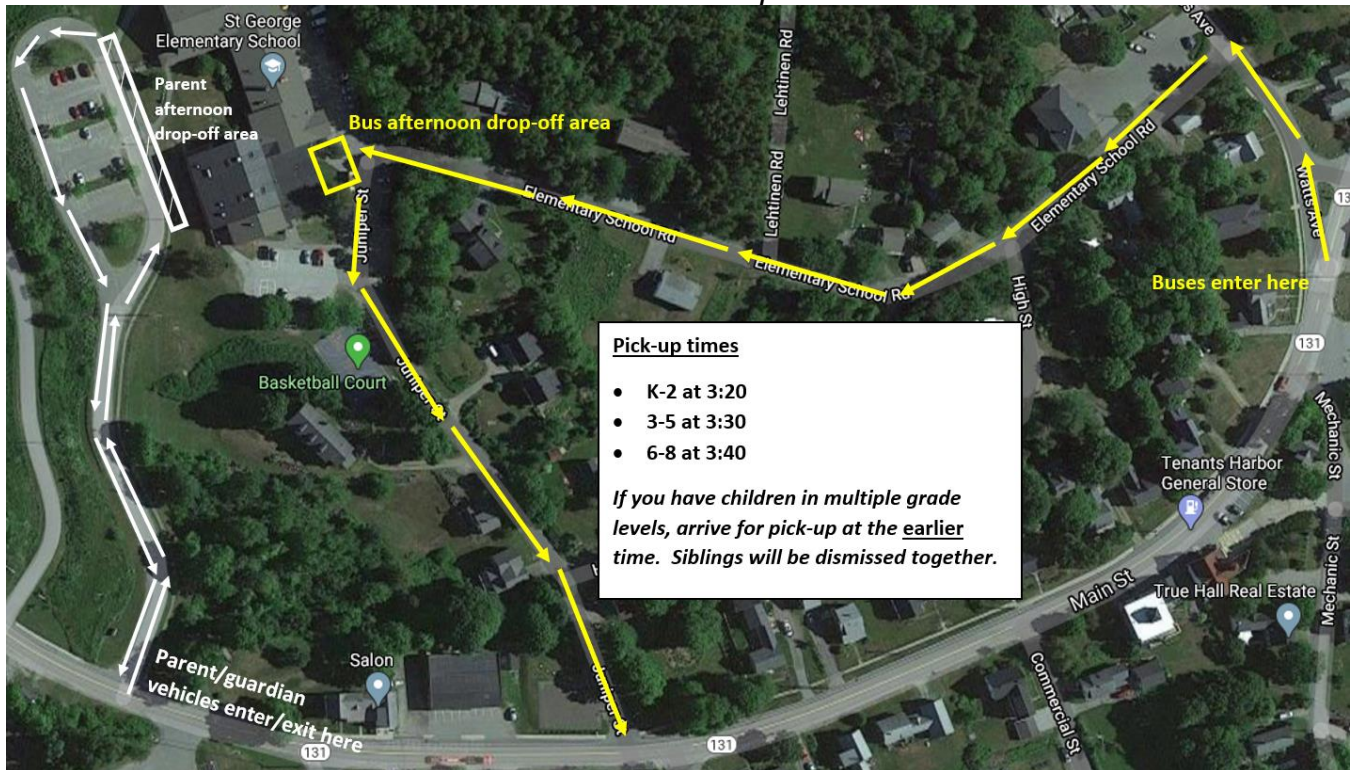 St George
Elementary School
Parent
afternoon
drop-off area
Bus afternoon drop-off area
Lehtinen Rd
Lehtinen Rd
Elementary School Rd
Elementary School Rd
Elementary School Rd
Watts Ave
Juniper St
Buses enter here
High St
131
Basketball Court
Pick-up times
• K-2 at 3:20
• 3-5 at 3:30
• 6-8 at 3:40
If you have children in multiple grade
levels, arrive for pick-up at the earlier
time. Siblings will be dismissed together.
Mechanic St
Tenants Harbor
General Store
Main St
True Hall Real Estate
Mechanic St
Salon
Commercial St
Parent/guardian
vehicles enter/exit here
131
131